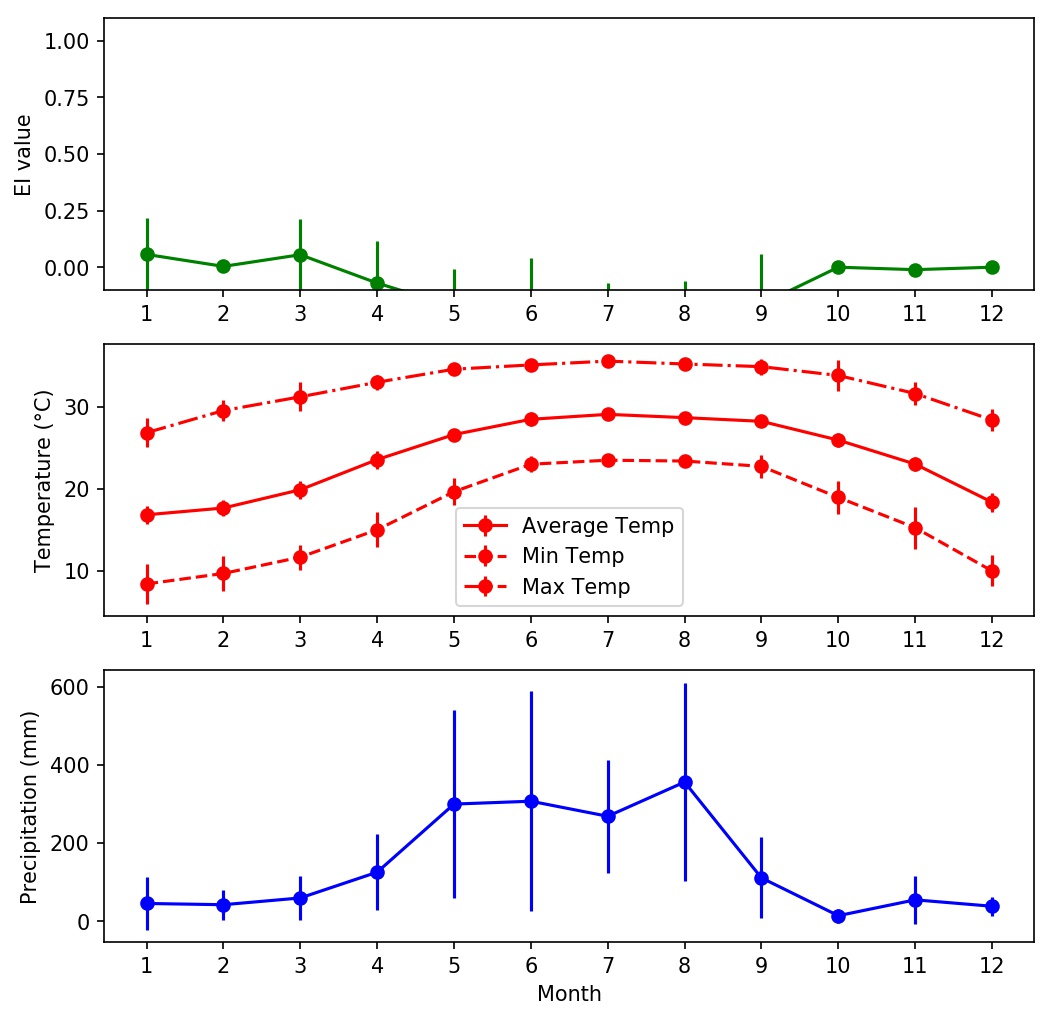 EI value
1.00
0.75
0.50
0.25
0.00
1 2 3 4 5 6 7 8 9 10 11 12
Temperature (°C)
30
20
10
Average Temp
Min Temp
Max Temp
1 2 3 4 5 6 7 8 9 10 11 12
Precipitation (mm)
600
400
200
0
1 2 3 4 5 6 7 8 9 10 11 12
Month